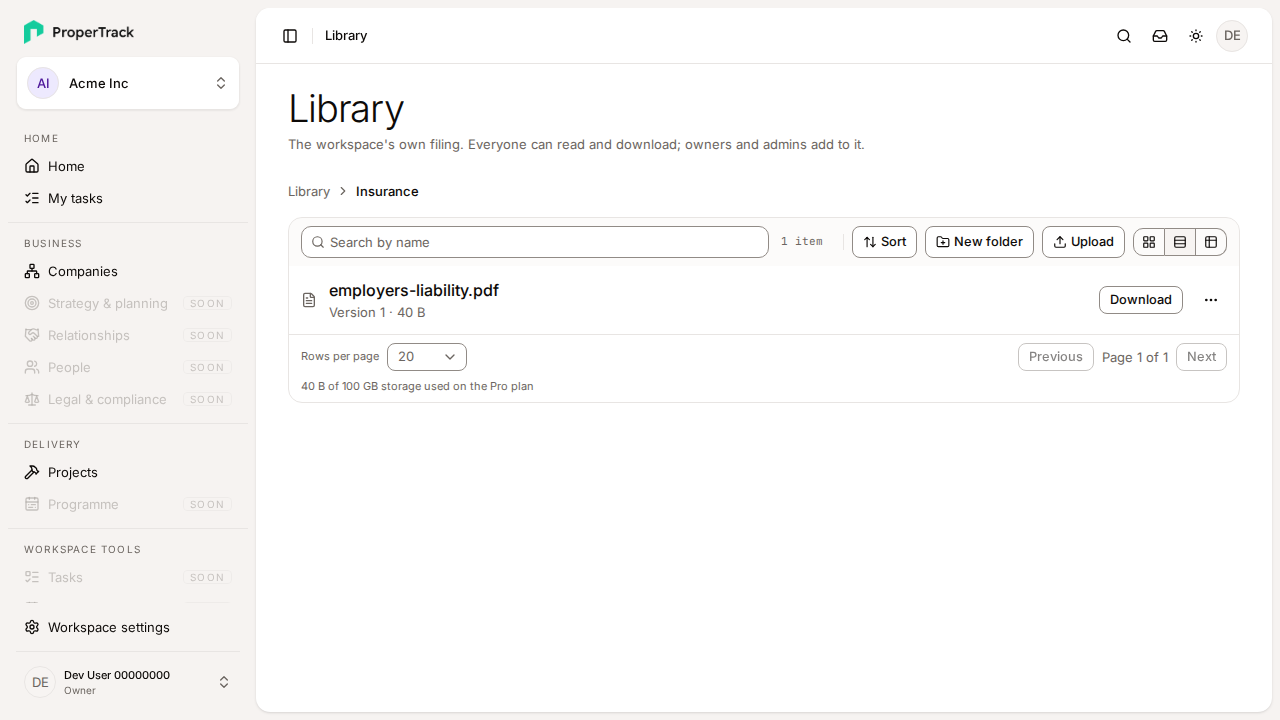 ProperTrack
AI Acme Inc
HOME
Home
My tasks
BUSINESS
Companies
Strategy & planning SOON
Relationships SOON
People SOON
Legal & compliance SOON
DELIVERY
Projects
Programme SOON
WORKSPACE TOOLS
Tasks SOON
Workspace settings
DE Dev User 00000000
Owner
Library
DE
Library
The workspace's own filing. Everyone can read and download; owners and admins add to it.
Library > Insurance
Search by name 1 item Sort New folder Upload
employers-liability.pdf
Version 1 · 40 B
Download
Rows per page 20 Previous Page 1 of 1 Next
40 B of 100 GB storage used on the Pro plan